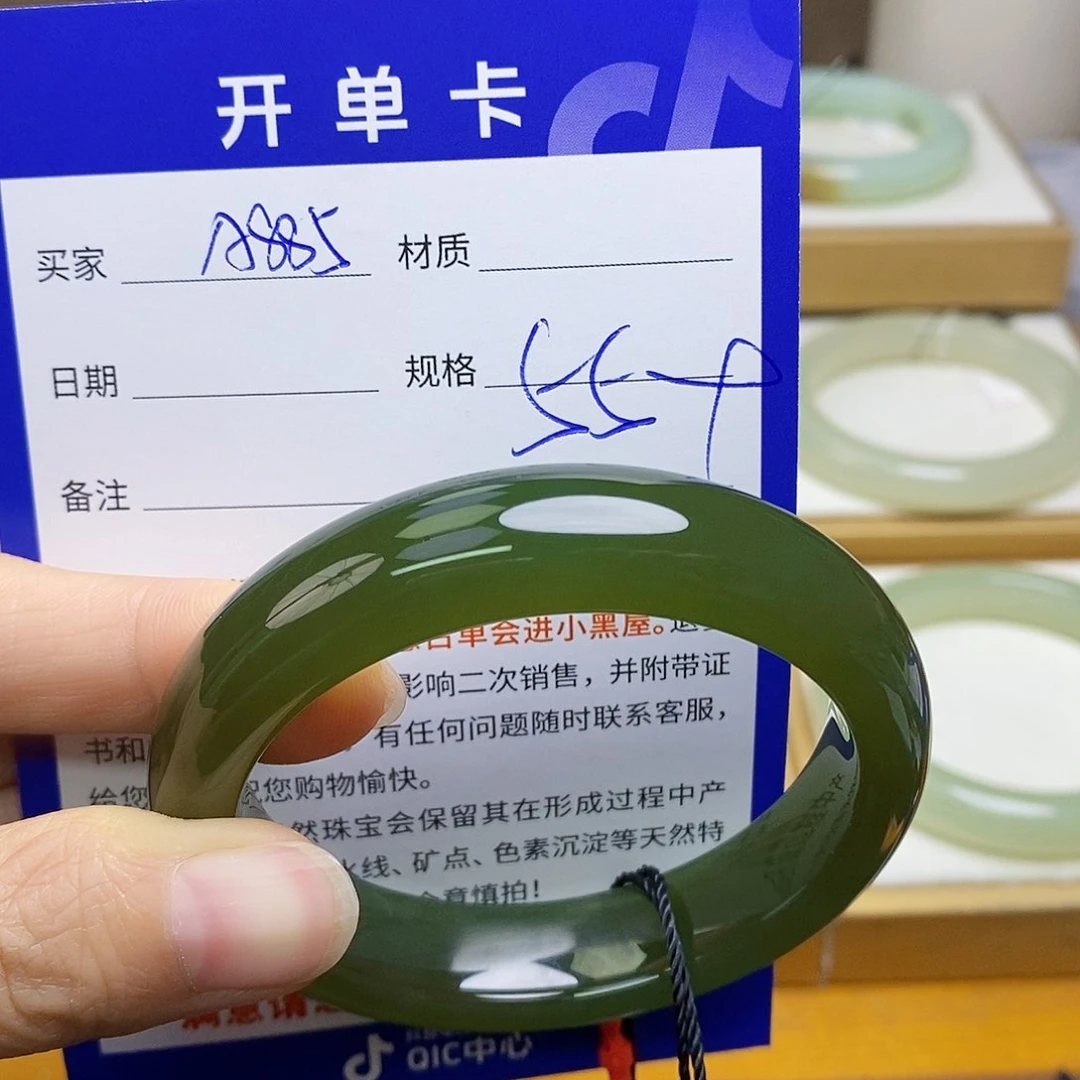 开单卡
买家 A885 材质
日期 规格 55
备注
单会进小黑屋。
影响二次销售，并附带证
书和 有任何问题随时联系客服，
给您 您购物愉快。
然珠宝会保留其在形成过程中产
线、矿点、色素沉淀等天然特
慎拍！
QIC中心